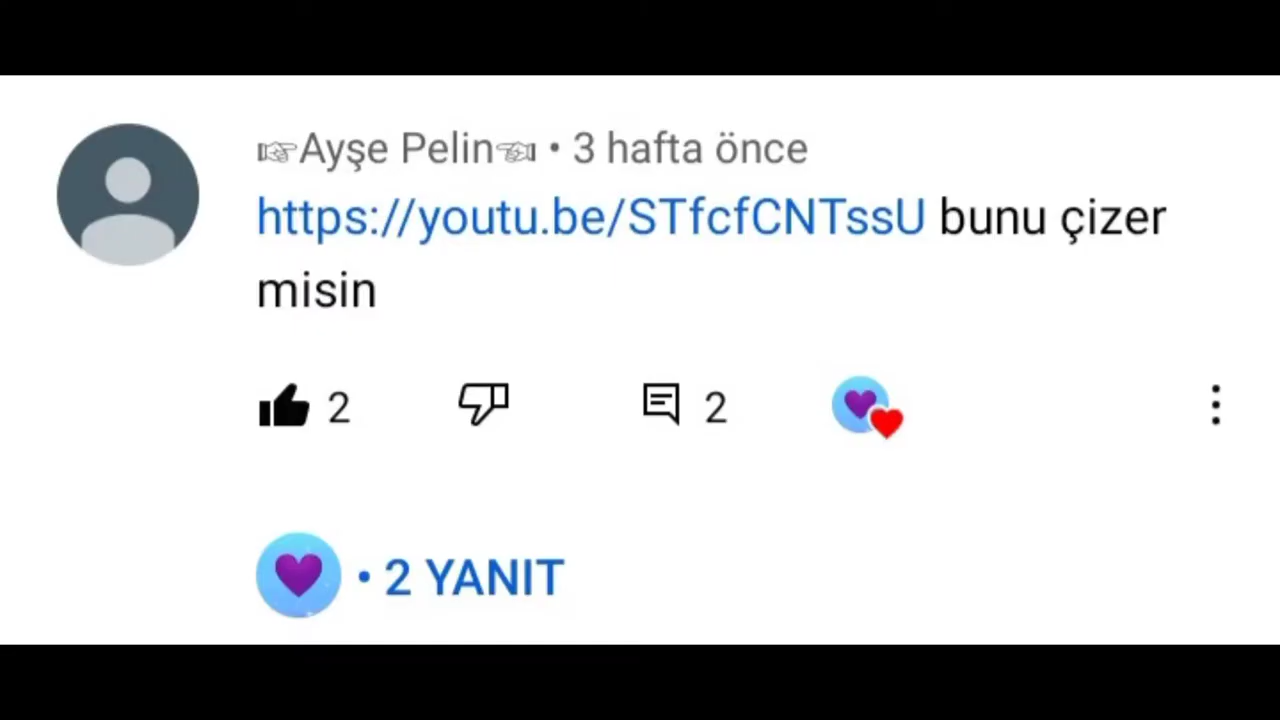 ☞Ayşe Pelin☜ • 3 hafta önce
https://youtu.be/STfcfCNTssU bunu çizer
misin
2 2
• 2 YANIT